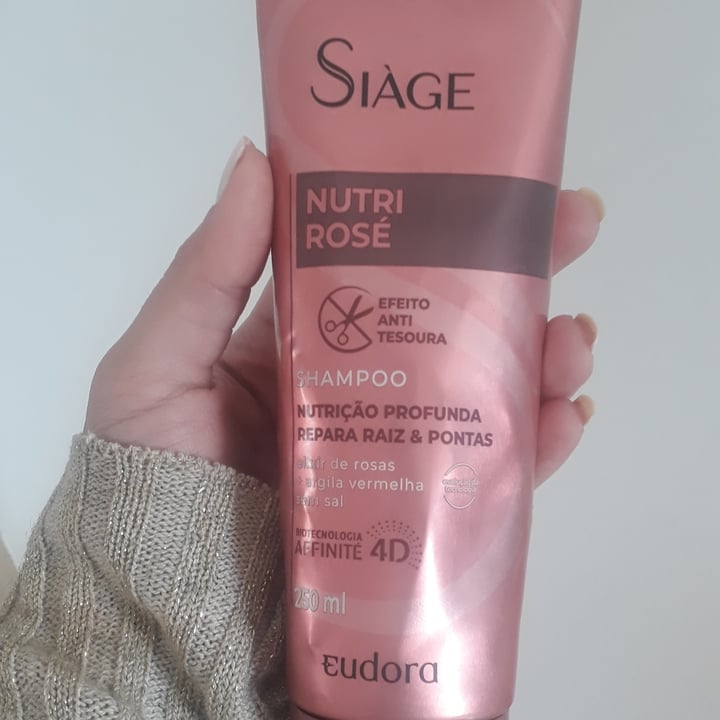 SIÀGE
NUTRI
ROSÉ
EFEITO
ANTI
TESOURA
SHAMPOO
NUTRIÇÃO PROFUNDA
REPARA RAIZ & PONTAS
elixir de rosas
+ argila vermelha
sem sal
BIOTECNOLOGIA
AFFINITÉ 4D
250 ml
eudora